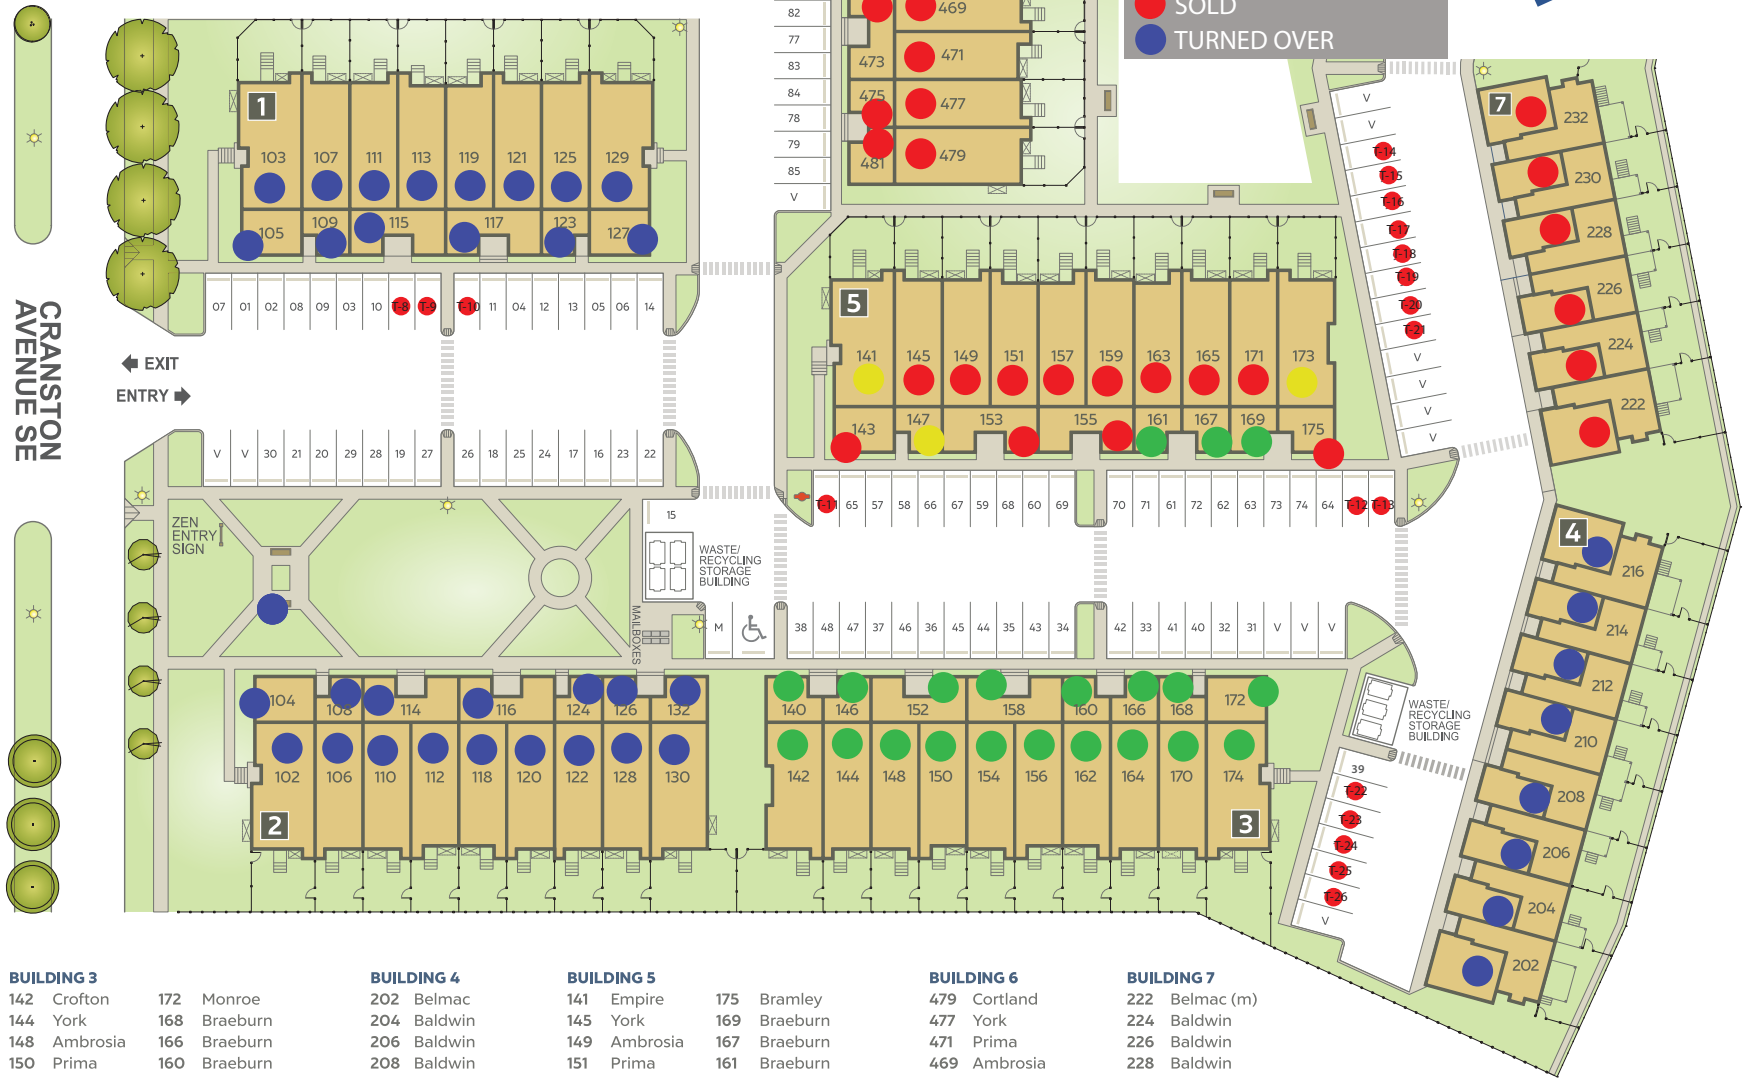 SOLD
TURNED OVER
82
77
83
84
78
79
85
V
469
471
473
475
477
479
481
1
103 107 111 113 119 121 125 129
105 109 115 117 123 127
07 01 02 08 09 03 10 T-8 T-9 T-10 11 04 12 13 05 06 14
CRANSTON
AVENUE SE
EXIT
ENTRY
V V 30 21 20 29 28 19 27 26 18 25 24 17 16 23 22
ZEN
ENTRY
SIGN
15
WASTE/
RECYCLING
STORAGE
BUILDING
MAILBOXES
M
5
141 145 149 151 157 159 163 165 171 173
143 147 153 155 161 167 169 175
T-11 65 57 58 66 67 59 68 60 69 70 71 61 72 62 63 73 74 64 T-12 T-13
38 48 47 37 46 36 45 44 35 43 34 42 33 41 40 32 31 V V V
V
V
T-14
T-15
T-16
T-17
T-18
T-19
T-20
T-21
V
V
V
V
7
232
230
228
226
224
222
4
216
214
212
210
208
206
204
202
104 108 114 116 124 126 132
102 106 110 112 118 120 122 128 130
2
140 146 152 158 160 166 168 172
142 144 148 150 154 156 162 164 170 174
3
WASTE/
RECYCLING
STORAGE
BUILDING
39
T-22
T-23
T-24
T-25
T-26
V
BUILDING 3
142 Crofton 172 Monroe
144 York 168 Braeburn
148 Ambrosia 166 Braeburn
150 Prima 160 Braeburn
BUILDING 4
202 Belmac
204 Baldwin
206 Baldwin
208 Baldwin
BUILDING 5
141 Empire 175 Bramley
145 York 169 Braeburn
149 Ambrosia 167 Braeburn
151 Prima 161 Braeburn
BUILDING 6
479 Cortland
477 York
471 Prima
469 Ambrosia
BUILDING 7
222 Belmac (m)
224 Baldwin
226 Baldwin
228 Baldwin